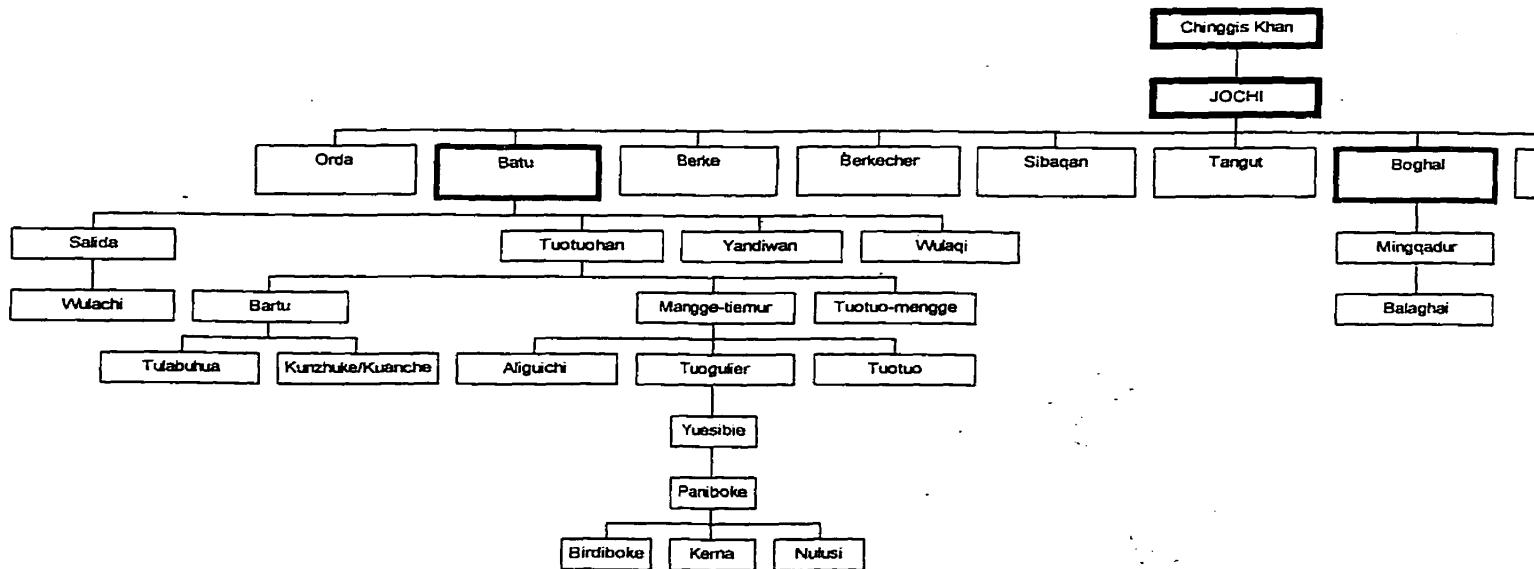 Chinggis Khan
JOCHI
Orda
Batu
Berke
Berkecher
Sibaqan
Tangut
Boghal
Salida
Tuotuohan
Yandiwan
Wulaqi
Mingqadur
Wulachi
Bartu
Mangge-tiemur
Tuotuo-mengge
Balaghai
Tulabuhua
Kunzhuke/Kuanche
Aliguichi
Tuogulier
Tuotuo
Yuesibie
Paniboke
Birdiboke
Kerna
Nulusi